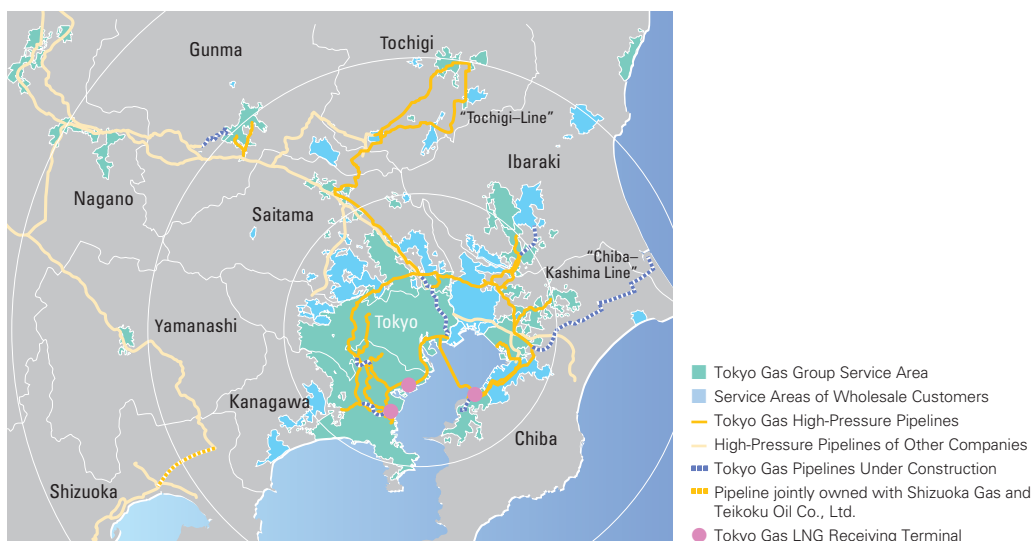 Gunma
Tochigi
"Tochigi–Line"
Ibaraki
Nagano
Saitama
"Chiba–
Kashima Line"
Yamanashi
Tokyo
Kanagawa
Chiba
Shizuoka
Tokyo Gas Group Service Area
Service Areas of Wholesale Customers
Tokyo Gas High-Pressure Pipelines
High-Pressure Pipelines of Other Companies
Tokyo Gas Pipelines Under Construction
Pipeline jointly owned with Shizuoka Gas and
Teikoku Oil Co., Ltd.
Tokyo Gas LNG Receiving Terminal